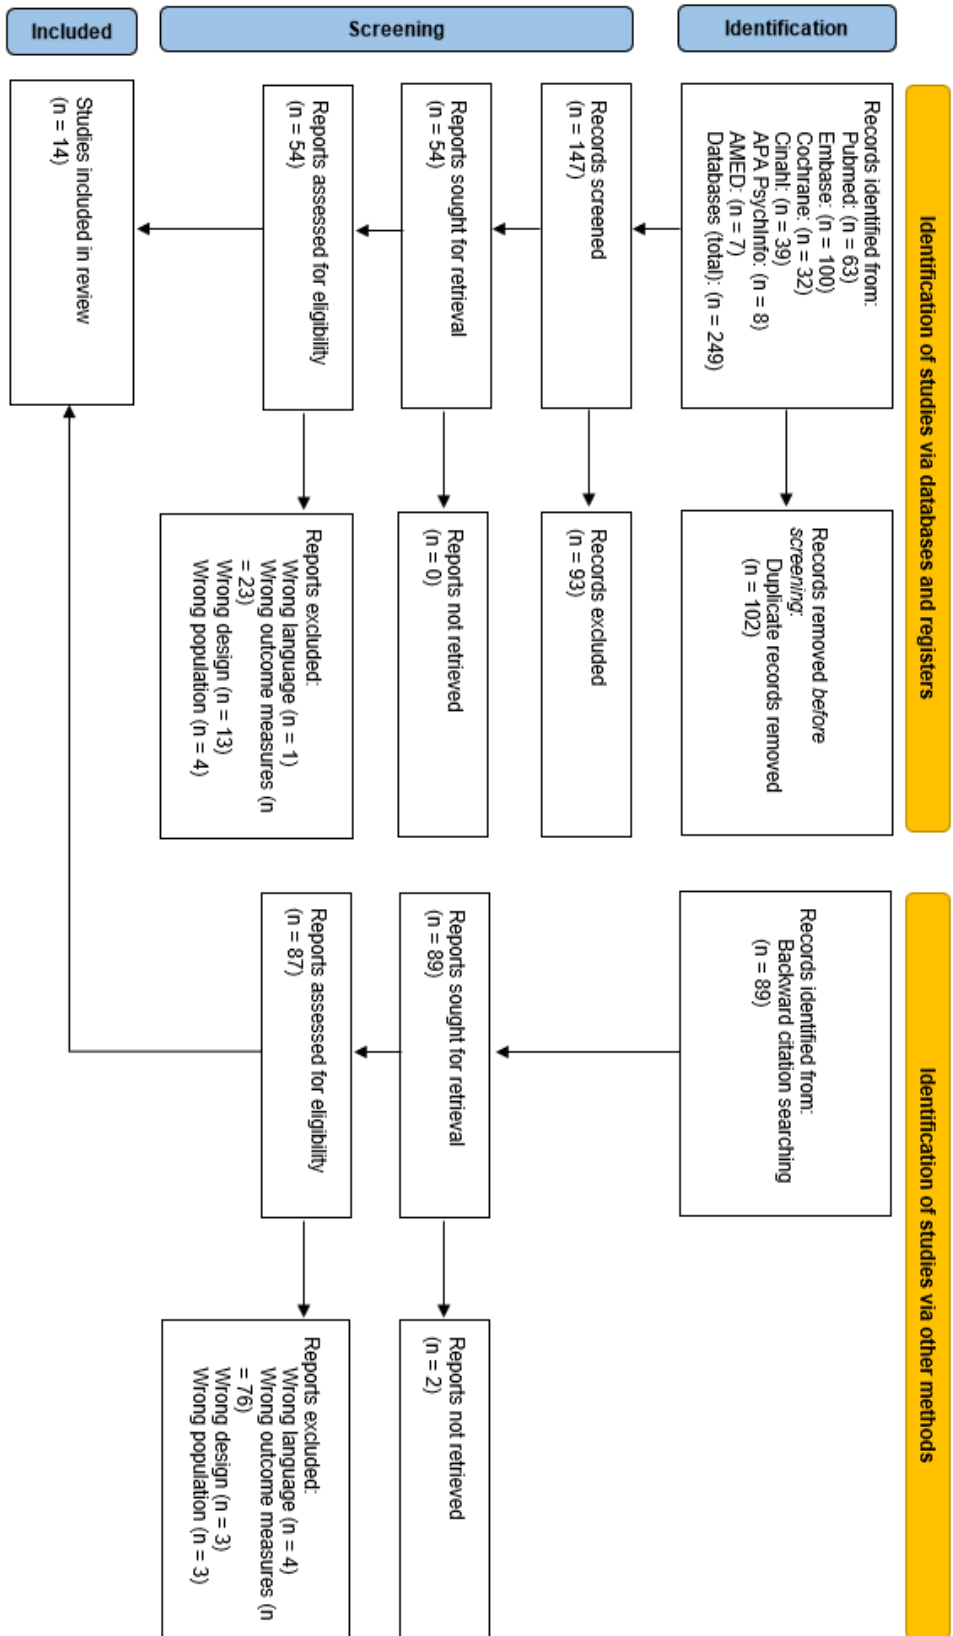 Identification of studies via databases and registers
Identification of studies via other methods
Identification
Records identified from:
Pubmed: (n = 63)
Embase: (n = 100)
Cochrane: (n = 32)
Cinahl: (n = 39)
APA PsychInfo: (n = 8)
AMED: (n = 7)
Databases (total): (n = 249)
Records removed before
screening:
Duplicate records removed
(n = 102)
Records identified from:
Backward citation searching
(n = 89)
Screening
Records screened
(n = 147)
Records excluded
(n = 93)
Reports sought for retrieval
(n = 54)
Reports not retrieved
(n = 0)
Reports sought for retrieval
(n = 89)
Reports not retrieved
(n = 2)
Reports assessed for eligibility
(n = 54)
Reports excluded:
Wrong language (n = 1)
Wrong outcome measures (n
= 23)
Wrong design (n = 13)
Wrong population (n = 4)
Reports assessed for eligibility
(n = 87)
Reports excluded:
Wrong language (n = 4)
Wrong outcome measures (n
= 76)
Wrong design (n = 3)
Wrong population (n = 3)
Included
Studies included in review
(n = 14)